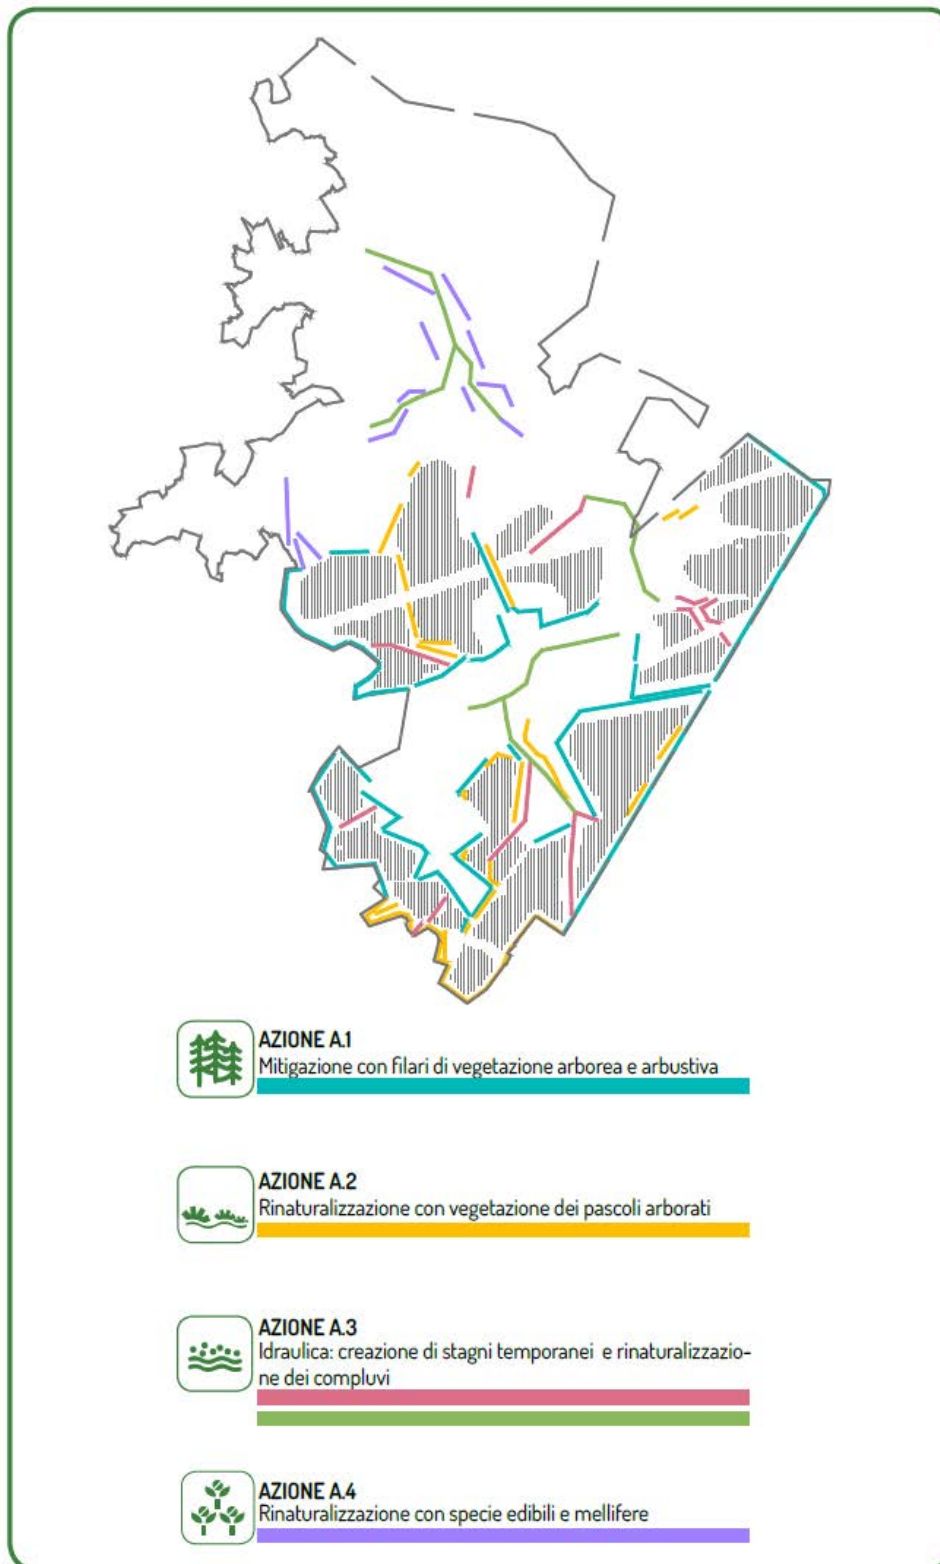 AZIONE A.1
Mitigazione con filari di vegetazione arborea e arbustiva
AZIONE A.2
Rinaturalizzazione con vegetazione dei pascoli arborati
AZIONE A.3
Idraulica: creazione di stagni temporanei e rinaturalizzazio-
ne dei compluvi
AZIONE A.4
Rinaturalizzazione con specie edibili e mellifere